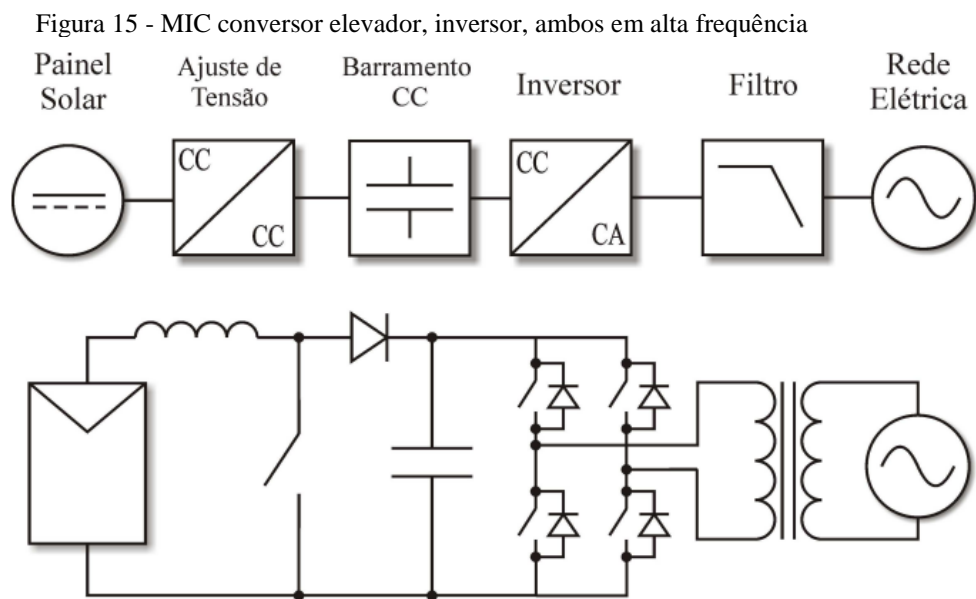 Figura 15 - MIC conversor elevador, inversor, ambos em alta frequência
Painel
Solar
Ajuste de
Tensão
Barramento
CC
Inversor
Filtro
Rede
Elétrica
CC
CC
CC
CA